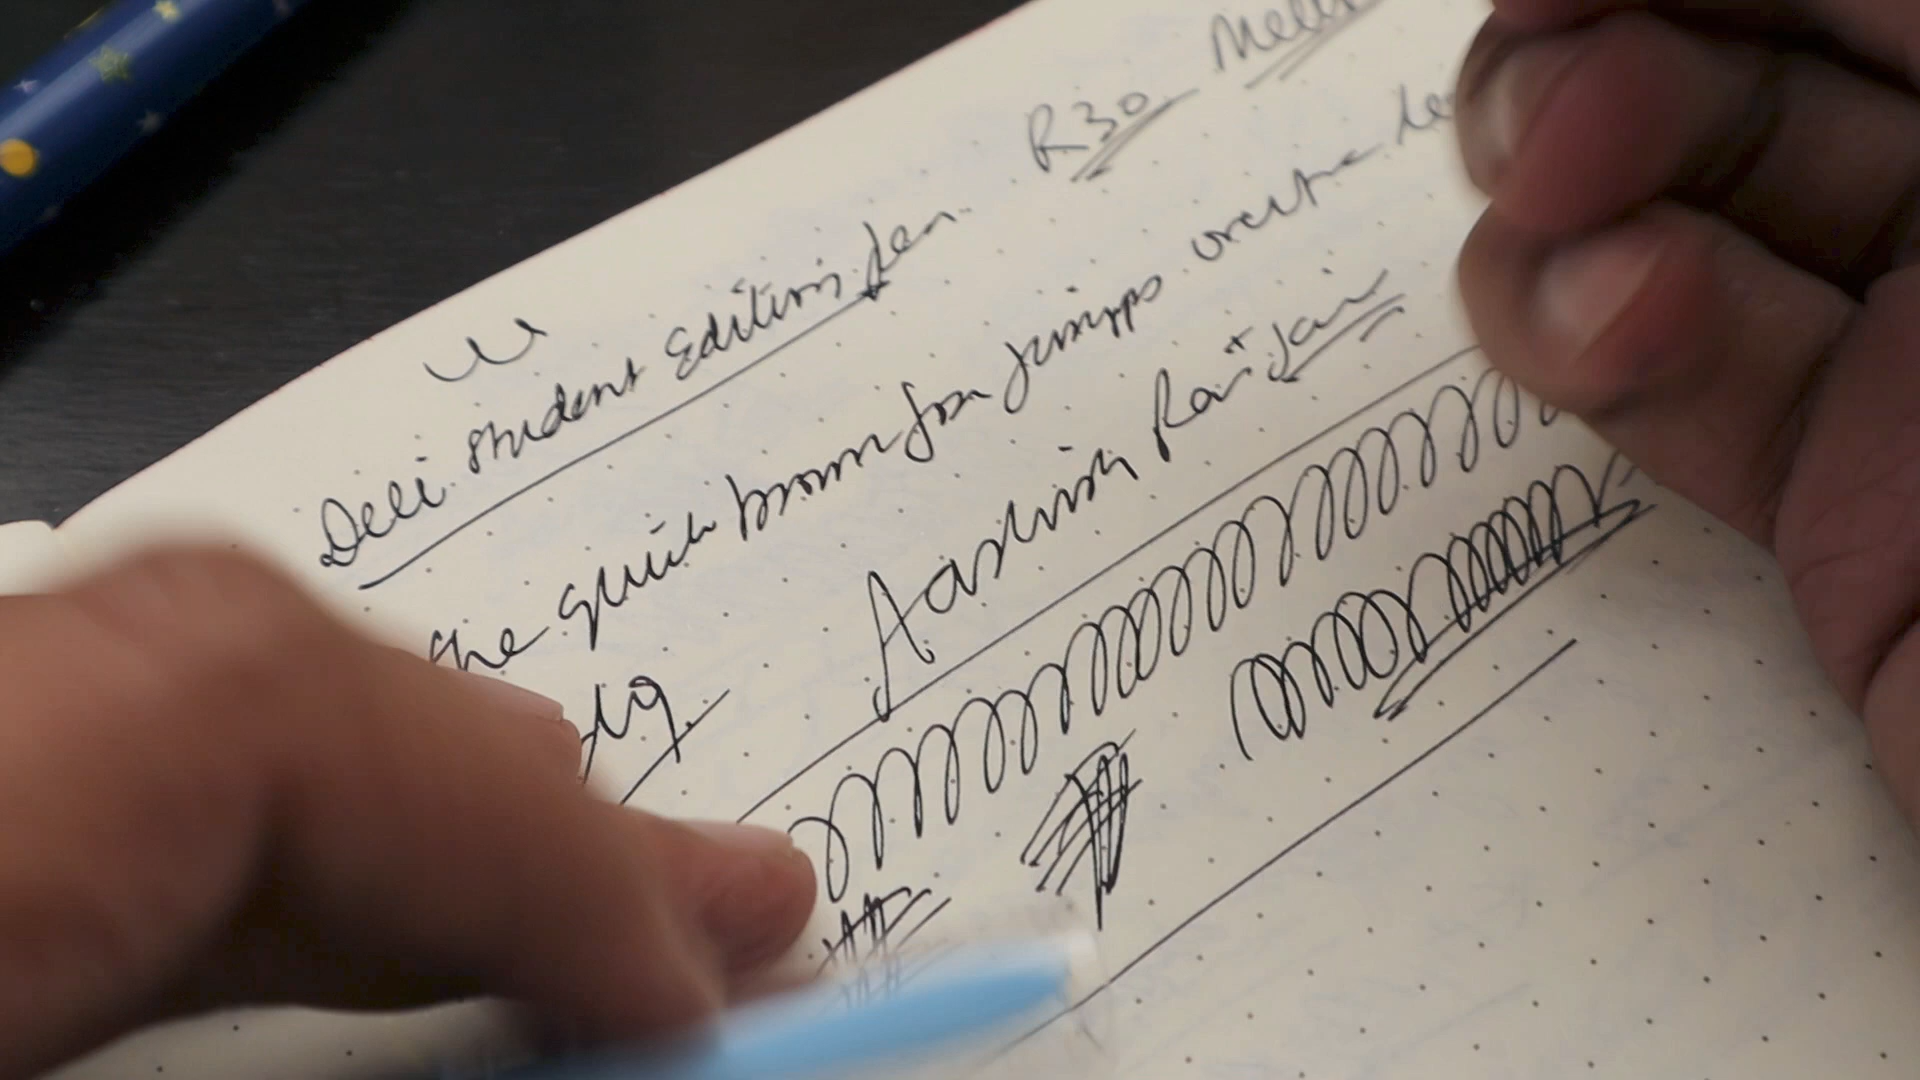 R30
Deli student Edition Pen
The quick brown fox jumps over the
Aashish Ranjan